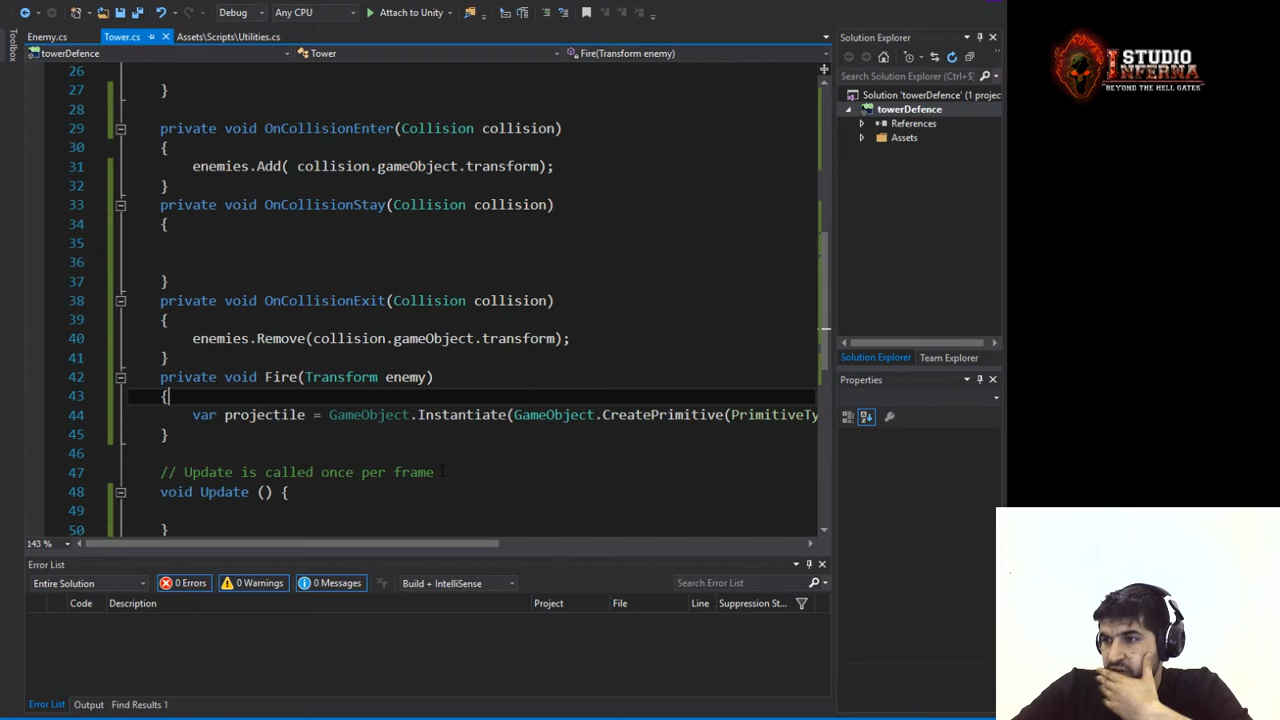 Debug
Any CPU
Attach to Unity
Toolbox
Enemy.cs
Tower.cs
Assets\Scripts\Utilities.cs
towerDefence
Tower
Fire(Transform enemy)
26
27 }
28
29 private void OnCollisionEnter(Collision collision)
30 {
31 enemies.Add( collision.gameObject.transform);
32 }
33 private void OnCollisionStay(Collision collision)
34 {
35
36
37 }
38 private void OnCollisionExit(Collision collision)
39 {
40 enemies.Remove(collision.gameObject.transform);
41 }
42 private void Fire(Transform enemy)
43 {
44 var projectile = GameObject.Instantiate(GameObject.CreatePrimitive(PrimitiveTy
45 }
46
47 // Update is called once per frame
48 void Update () {
49
50 }
143 %
Error List
Entire Solution
0 Errors
0 Warnings
0 Messages
Build + IntelliSense
Search Error List
Code
Description
Project
File
Line
Suppression St...
Error List
Output
Find Results 1
Solution Explorer
Search Solution Explorer (Ctrl+$)
Solution 'towerDefence' (1 projec
towerDefence
References
Assets
Solution Explorer
Team Explorer
Properties
STUDIO
INFERNA
"BEYOND THE HELL GATES"